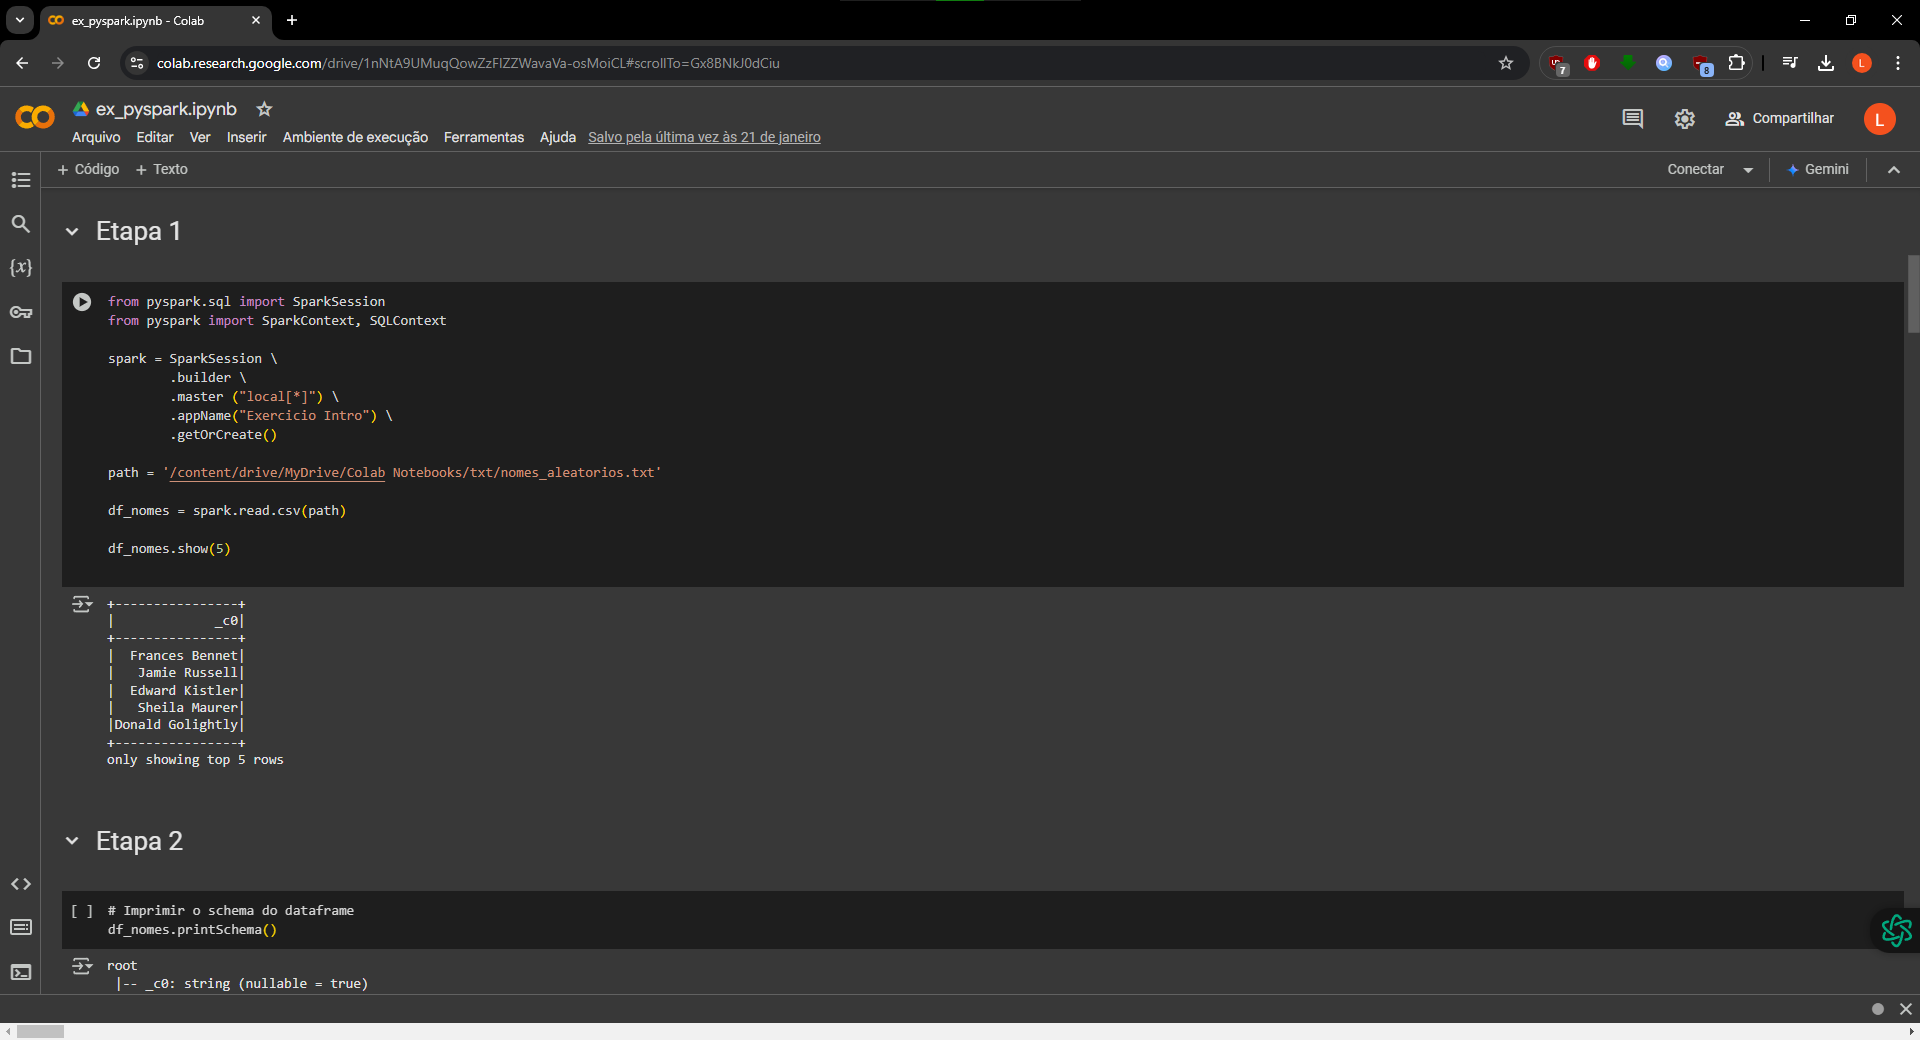 ex_pyspark.ipynb - Colab
colab.research.google.com/drive/1nNtA9UMuqQowZzFIZZWavaVa-osMoiCL#scrollTo=Gx8BNkJ0dCiu
7
8
L
ex_pyspark.ipynb
Arquivo Editar Ver Inserir Ambiente de execução Ferramentas Ajuda Salvo pela última vez às 21 de janeiro
Compartilhar
L
+ Código + Texto
Conectar
Gemini
Etapa 1
{x}
from pyspark.sql import SparkSession
from pyspark import SparkContext, SQLContext
spark = SparkSession \
.builder \
.master ("local[*]") \
.appName("Exercicio Intro") \
.getOrCreate()
path = '/content/drive/MyDrive/Colab Notebooks/txt/nomes_aleatorios.txt'
df_nomes = spark.read.csv(path)
df_nomes.show(5)
+----------------+
|             _c0|
+----------------+
|  Frances Bennet|
|   Jamie Russell|
|  Edward Kistler|
|   Sheila Maurer|
|Donald Golightly|
+----------------+
only showing top 5 rows
Etapa 2
[ ] # Imprimir o schema do dataframe
df_nomes.printSchema()
root
|-- _c0: string (nullable = true)